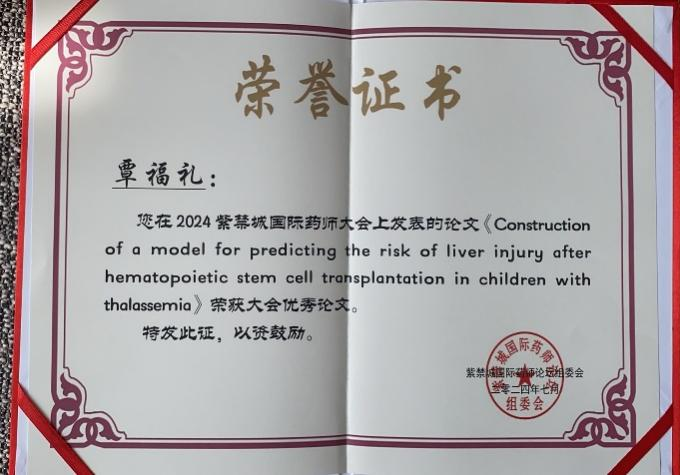 荣誉证书
覃福礼：
您在2024紫禁城国际药师大会上发表的论文《Construction
of a model for predicting the risk of liver injury after
hematopoietic stem cell transplantation in children with
thalassemia》荣获大会优秀论文。
特发此证，以资鼓励。
紫禁城国际药师论坛组委会
二零二四年七月
组委会